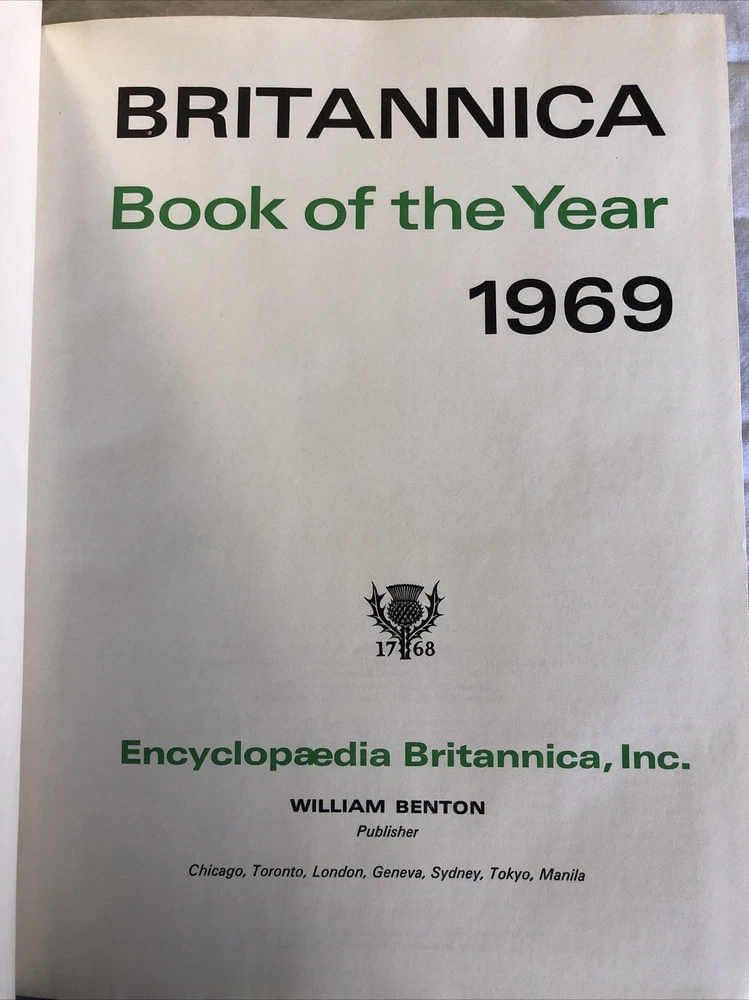 BRITANNICA
Book of the Year
1969
17 68
Encyclopædia Britannica, Inc.
WILLIAM BENTON
Publisher
Chicago, Toronto, London, Geneva, Sydney, Tokyo, Manila